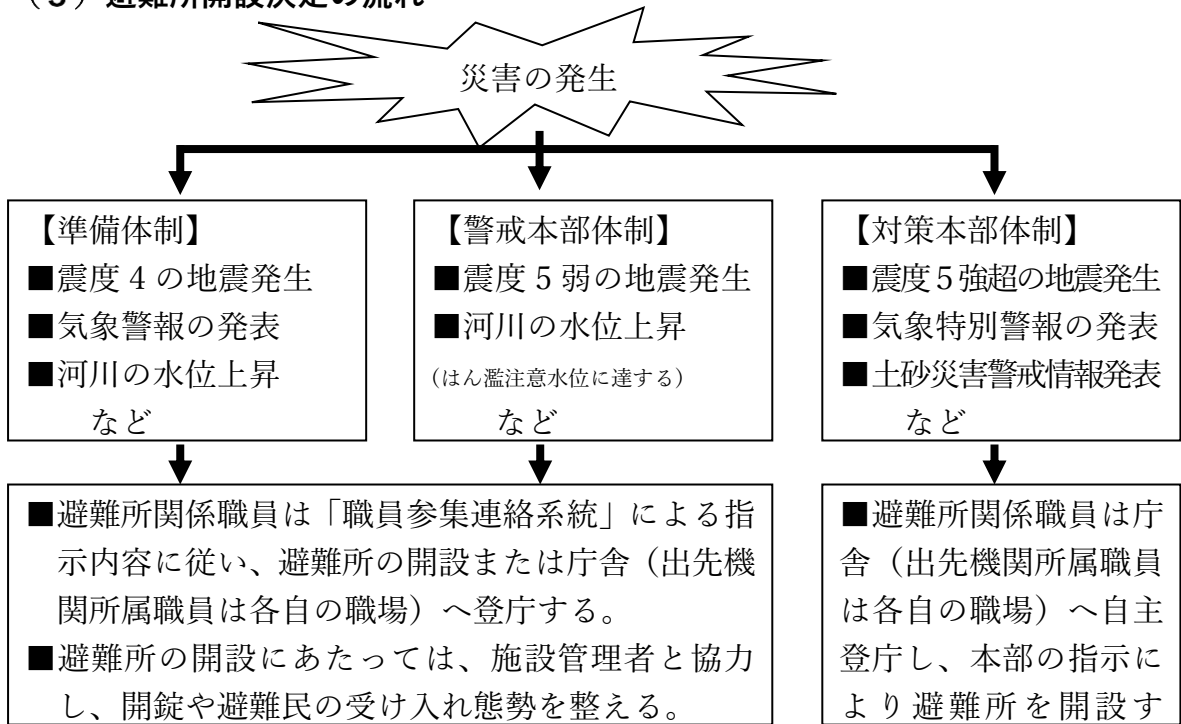 （３）避難所開設決定の流れ
災害の発生
【準備体制】
■震度４の地震発生
■気象警報の発表
■河川の水位上昇
など
【警戒本部体制】
■震度５弱の地震発生
■河川の水位上昇
（はん濫注意水位に達する）
など
【対策本部体制】
■震度５強超の地震発生
■気象特別警報の発表
■土砂災害警戒情報発表
など
■避難所関係職員は「職員参集連絡系統」による指
示内容に従い、避難所の開設または庁舎（出先機
関所属職員は各自の職場）へ登庁する。
■避難所の開設にあたっては、施設管理者と協力
し、開錠や避難民の受け入れ態勢を整える。
■避難所関係職員は庁
舎（出先機関所属職員
は各自の職場）へ自主
登庁し、本部の指示に
より避難所を開設す